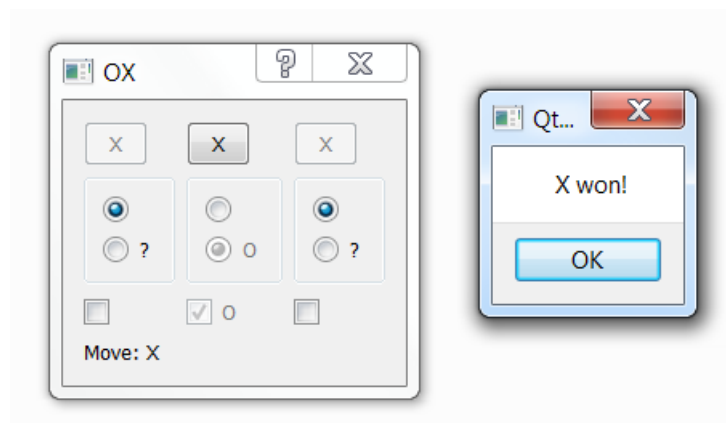 OX
?
X X X
? O ?
O
Move: X
Qt...
X won!
OK